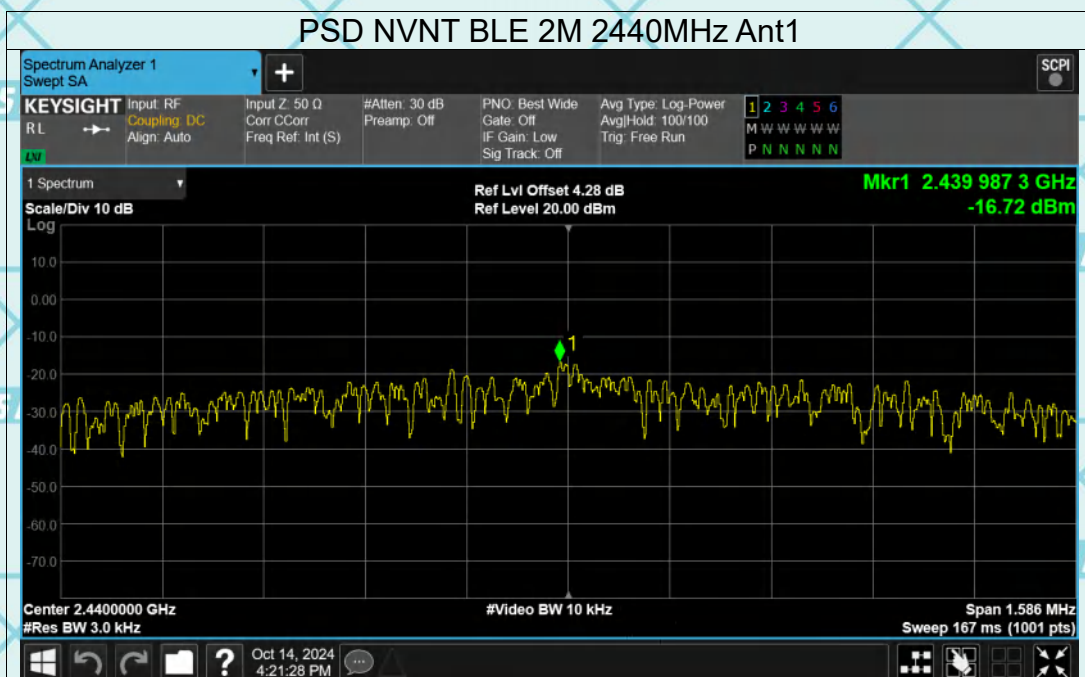 PSD NVNT BLE 2M 2440MHz Ant1
Spectrum Analyzer 1
Swept SA
+
SCPI
KEYSIGHT
RL
LXI
Input: RF
Coupling: DC
Align: Auto
Input Z: 50 Ω
Corr CCorr
Freq Ref: Int (S)
#Atten: 30 dB
Preamp: Off
PNO: Best Wide
Gate: Off
IF Gain: Low
Sig Track: Off
Avg Type: Log-Power
Avg|Hold: 100/100
Trig: Free Run
1 2 3 4 5 6
M W W W W W
P N N N N N
1 Spectrum
Scale/Div 10 dB
Log
Ref Lvl Offset 4.28 dB
Ref Level 20.00 dBm
Mkr1 2.439 987 3 GHz
-16.72 dBm
10.0
0.00
-10.0
-20.0
-30.0
-40.0
-50.0
-60.0
-70.0
1
Center 2.4400000 GHz
#Res BW 3.0 kHz
#Video BW 10 kHz
Span 1.586 MHz
Sweep 167 ms (1001 pts)
?
Oct 14, 2024
4:21:28 PM